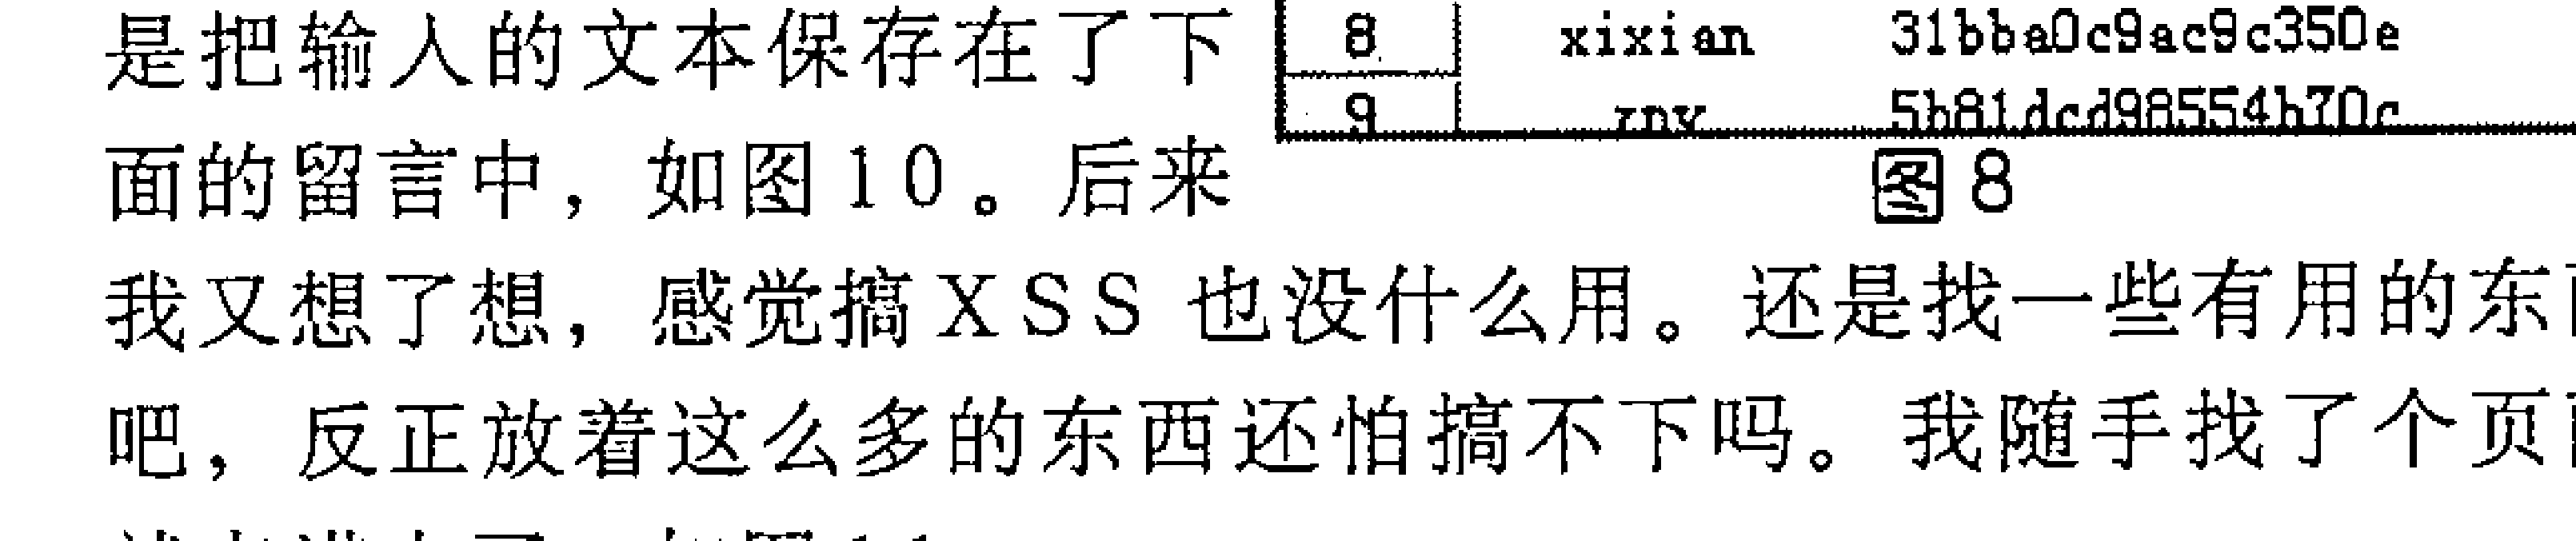 是把输入的文本保存在了下
面的留言中，如图10。后来
8 xixian 31bba0c9ac9c350e
9 znv 5b81dcd98554b70c
图8
我又想了想，感觉搞XSS 也没什么用。还是找一些有用的东
吧，反正放着这么多的东西还怕搞不下吗。我随手找了个页